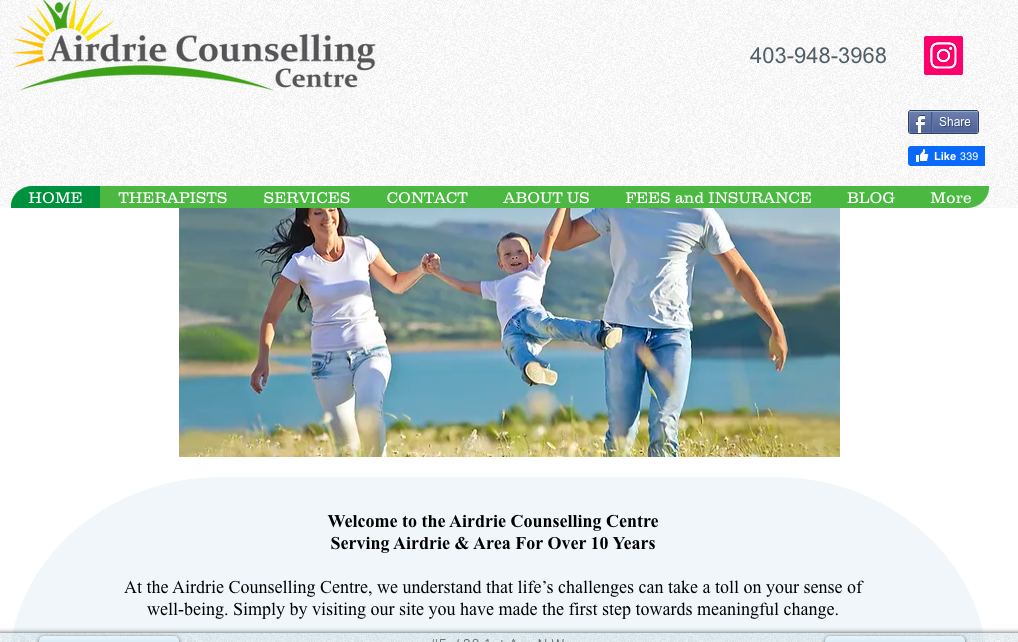 Airdrie Counselling
Centre
403-948-3968
Share
Like 339
HOME THERAPISTS SERVICES CONTACT ABOUT US FEES and INSURANCE BLOG More
Welcome to the Airdrie Counselling Centre
Serving Airdrie & Area For Over 10 Years
At the Airdrie Counselling Centre, we understand that life’s challenges can take a toll on your sense of
well-being. Simply by visiting our site you have made the first step towards meaningful change.